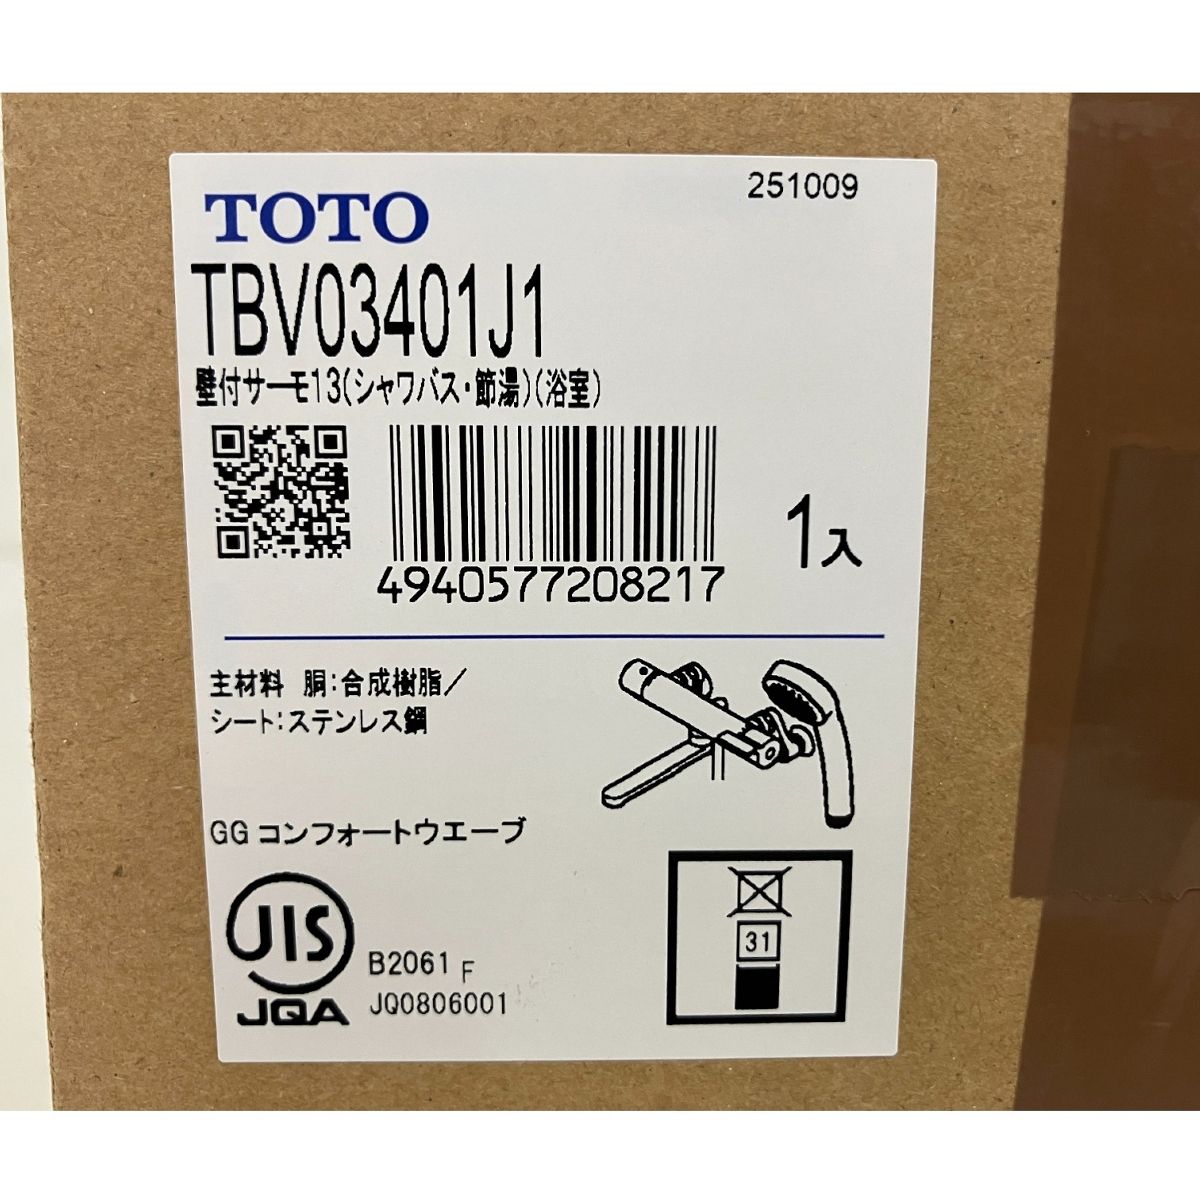 251009
TOTO
TBV03401J1
壁付サーモ13(シャワバス・節湯)(浴室)
4940577208217
1入
主材料 胴:合成樹脂/
シート:ステンレス鋼
GG コンフォートウエーブ
JIS
JQA
B2061 F
JQ0806001
31